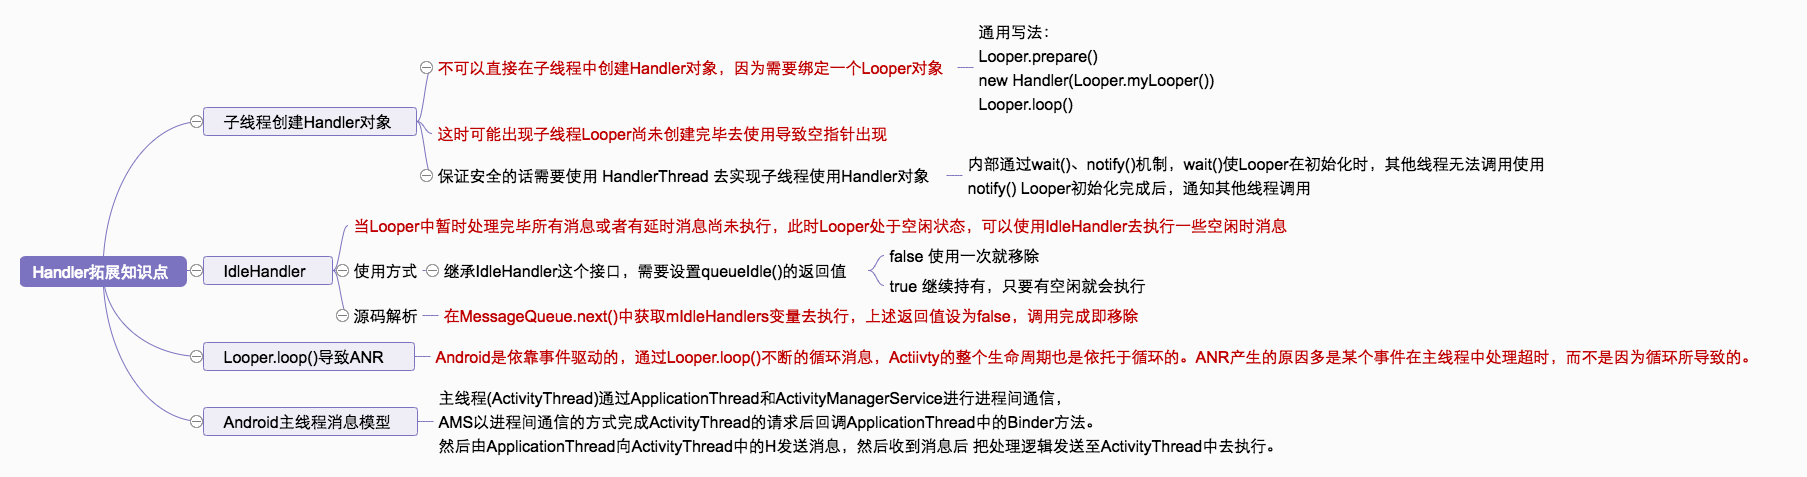 Handler拓展知识点
子线程创建Handler对象
不可以直接在子线程中创建Handler对象，因为需要绑定一个Looper对象
通用写法：
Looper.prepare()
new Handler(Looper.myLooper())
Looper.loop()
这时可能出现子线程Looper尚未创建完毕去使用导致空指针出现
保证安全的话需要使用 HandlerThread 去实现子线程使用Handler对象
内部通过wait()、notify()机制，wait()使Looper在初始化时，其他线程无法调用使用
notify() Looper初始化完成后，通知其他线程调用
IdleHandler
当Looper中暂时处理完毕所有消息或者有延时消息尚未执行，此时Looper处于空闲状态，可以使用IdleHandler去执行一些空闲时消息
使用方式
继承IdleHandler这个接口，需要设置queueIdle()的返回值
false 使用一次就移除
true 继续持有，只要有空闲就会执行
源码解析
在MessageQueue.next()中获取mIdleHandlers变量去执行，上述返回值设为false，调用完成即移除
Looper.loop()导致ANR
Android是依靠事件驱动的，通过Looper.loop()不断的循环消息，Actiivty的整个生命周期也是依托于循环的。ANR产生的原因多是某个事件在主线程中处理超时，而不是因为循环所导致的。
Android主线程消息模型
主线程(ActivityThread)通过ApplicationThread和ActivityManagerService进行进程间通信，
AMS以进程间通信的方式完成ActivityThread的请求后回调ApplicationThread中的Binder方法。
然后由ApplicationThread向ActivityThread中的H发送消息，然后收到消息后 把处理逻辑发送至ActivityThread中去执行。